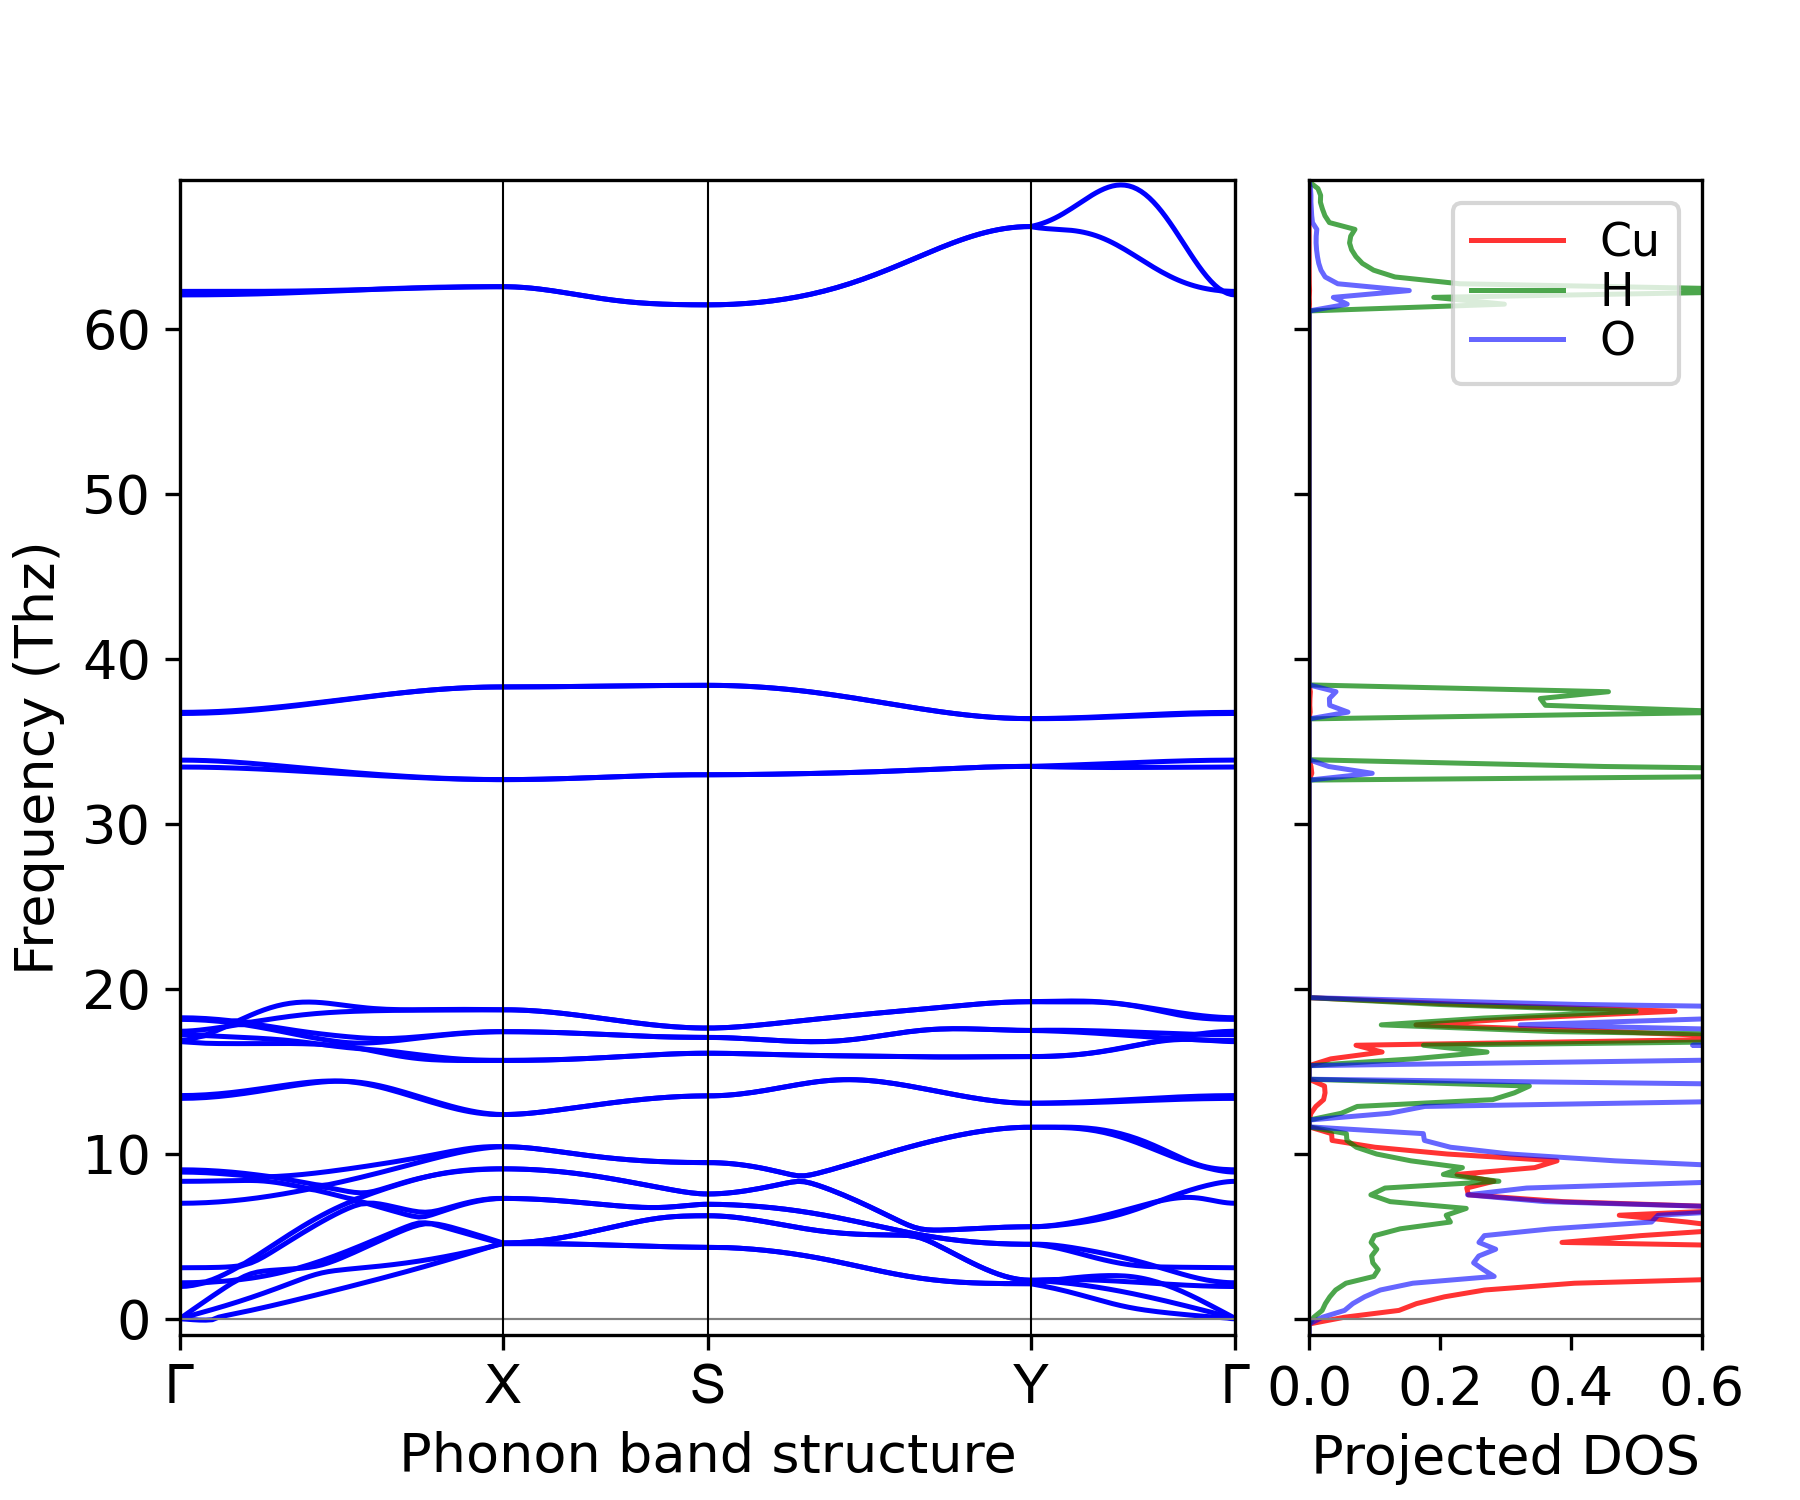 Frequency (Thz)
60
50
40
30
20
10
0
Γ X S Y Γ
Phonon band structure
Cu
H
O
0.0 0.2 0.4 0.6
Projected DOS